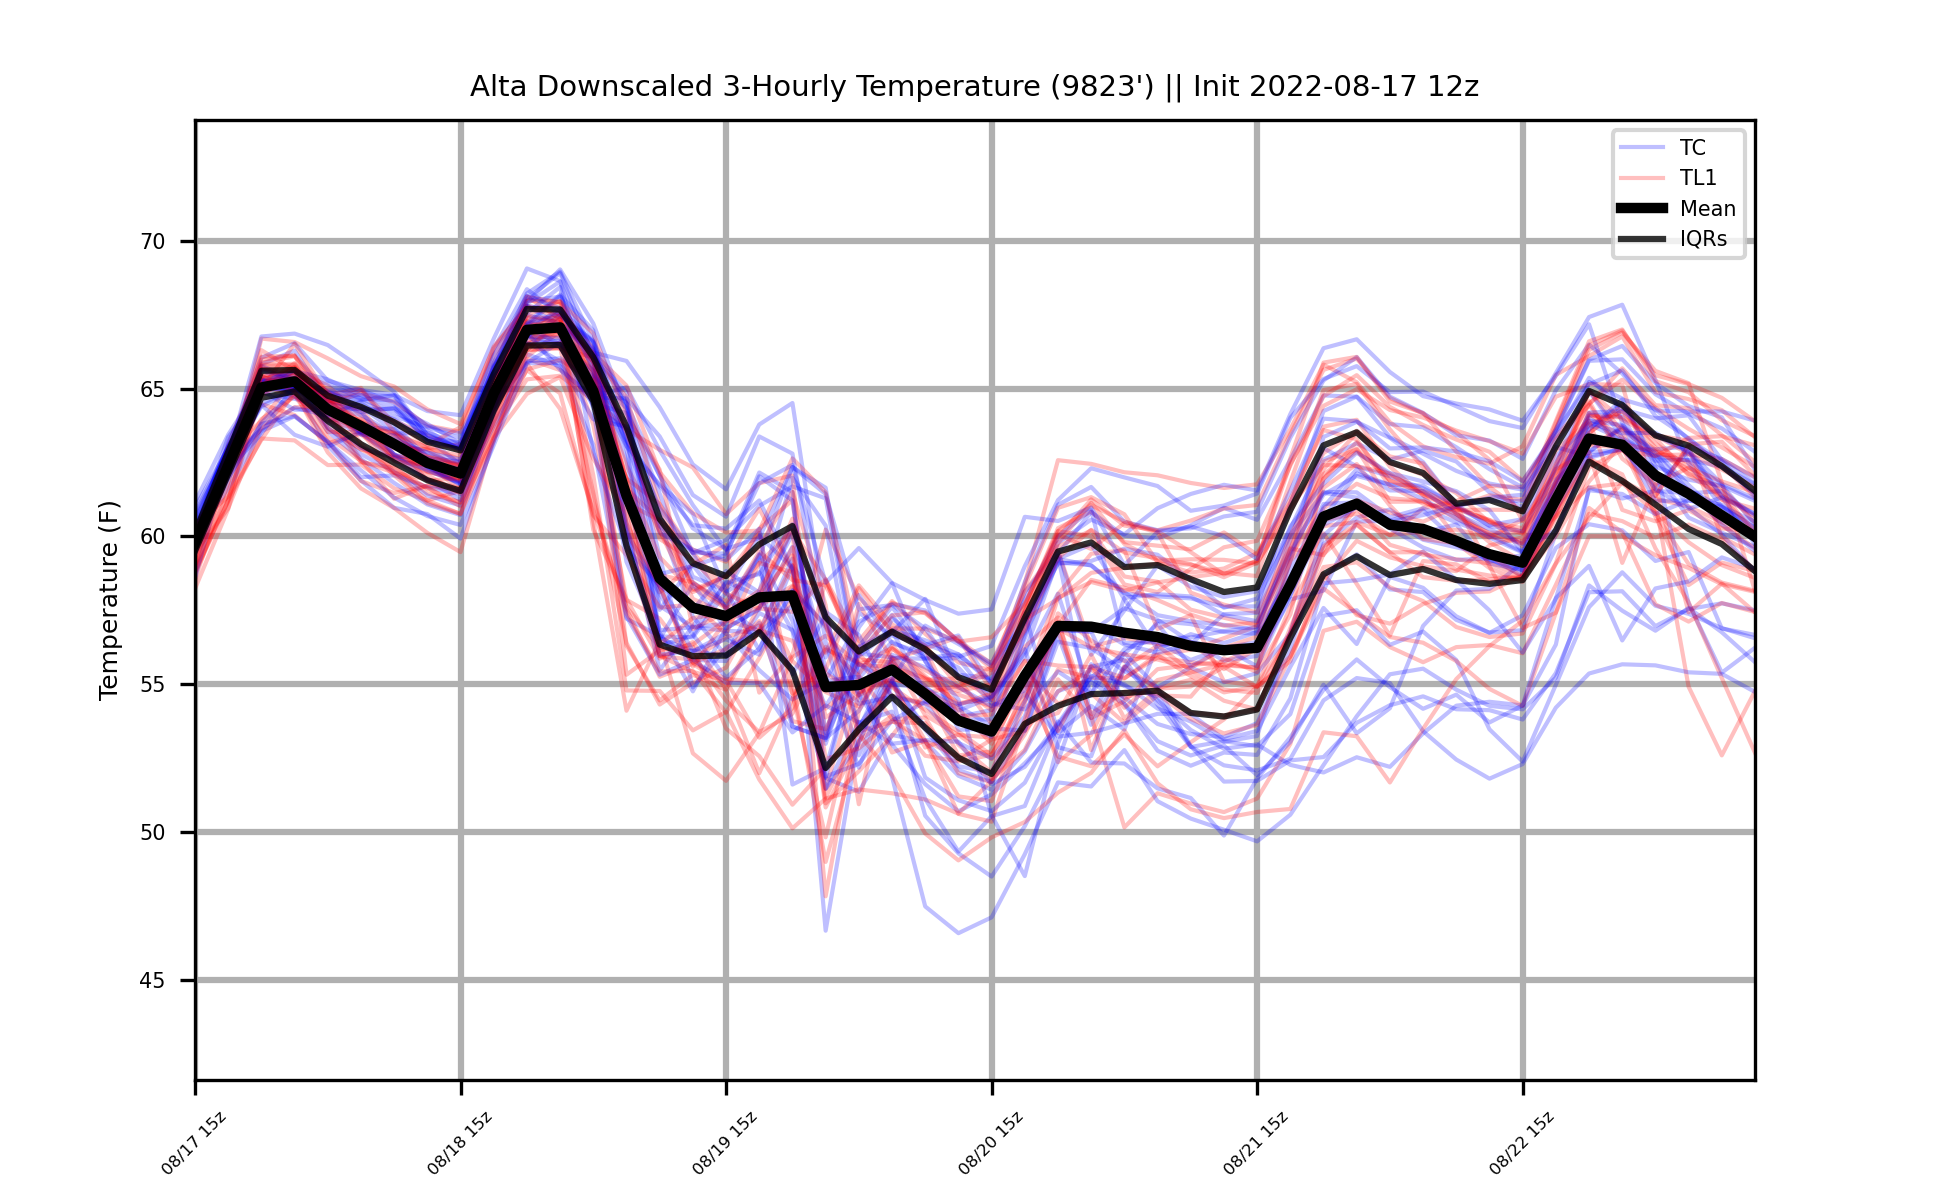 Alta Downscaled 3-Hourly Temperature (9823') || Init 2022-08-17 12z
TC
TL1
Mean
IQRs
Temperature (F)
70
65
60
55
50
45
08/17 15z
08/18 15z
08/19 15z
08/20 15z
08/21 15z
08/22 15z